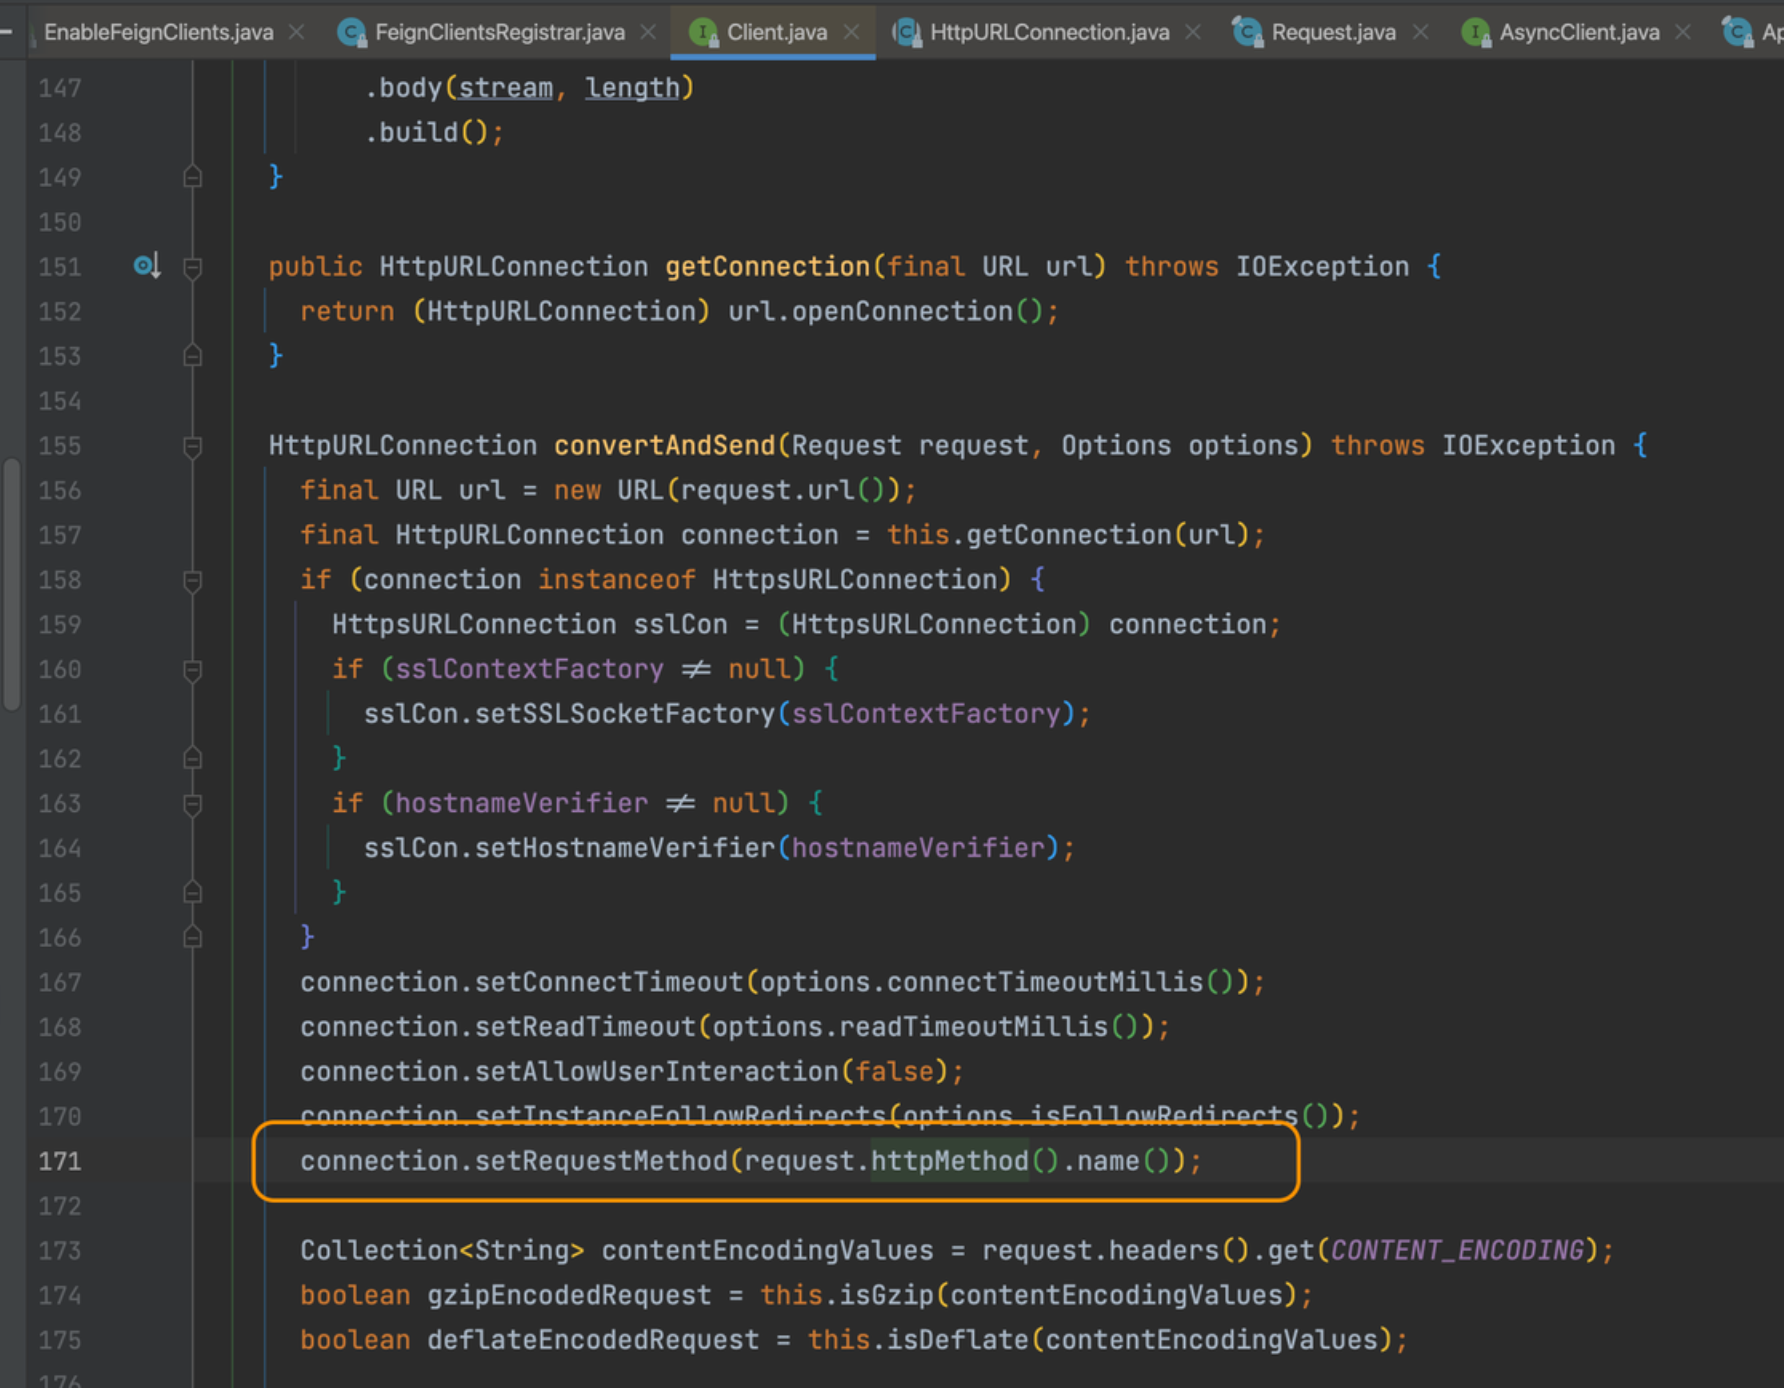 EnableFeignClients.java FeignClientsRegistrar.java Client.java HttpURLConnection.java Request.java AsyncClient.java
147 .body(stream, length)
148 .build();
149 }
150
151 public HttpURLConnection getConnection(final URL url) throws IOException {
152 return (HttpURLConnection) url.openConnection();
153 }
154
155 HttpURLConnection convertAndSend(Request request, Options options) throws IOException {
156 final URL url = new URL(request.url());
157 final HttpURLConnection connection = this.getConnection(url);
158 if (connection instanceof HttpsURLConnection) {
159 HttpsURLConnection sslCon = (HttpsURLConnection) connection;
160 if (sslContextFactory ≠ null) {
161 sslCon.setSSLSocketFactory(sslContextFactory);
162 }
163 if (hostnameVerifier ≠ null) {
164 sslCon.setHostnameVerifier(hostnameVerifier);
165 }
166 }
167 connection.setConnectTimeout(options.connectTimeoutMillis());
168 connection.setReadTimeout(options.readTimeoutMillis());
169 connection.setAllowUserInteraction(false);
170 connection.setInstanceFollowRedirects(options.isFollowRedirects());
171 connection.setRequestMethod(request.httpMethod().name());
172
173 Collection<String> contentEncodingValues = request.headers().get(CONTENT_ENCODING);
174 boolean gzipEncodedRequest = this.isGzip(contentEncodingValues);
175 boolean deflateEncodedRequest = this.isDeflate(contentEncodingValues);
176